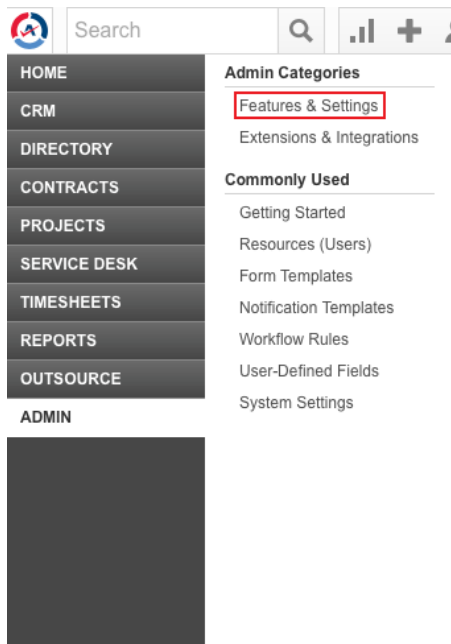 Search
HOME
CRM
DIRECTORY
CONTRACTS
PROJECTS
SERVICE DESK
TIMESHEETS
REPORTS
OUTSOURCE
ADMIN
Admin Categories
Features & Settings
Extensions & Integrations
Commonly Used
Getting Started
Resources (Users)
Form Templates
Notification Templates
Workflow Rules
User-Defined Fields
System Settings